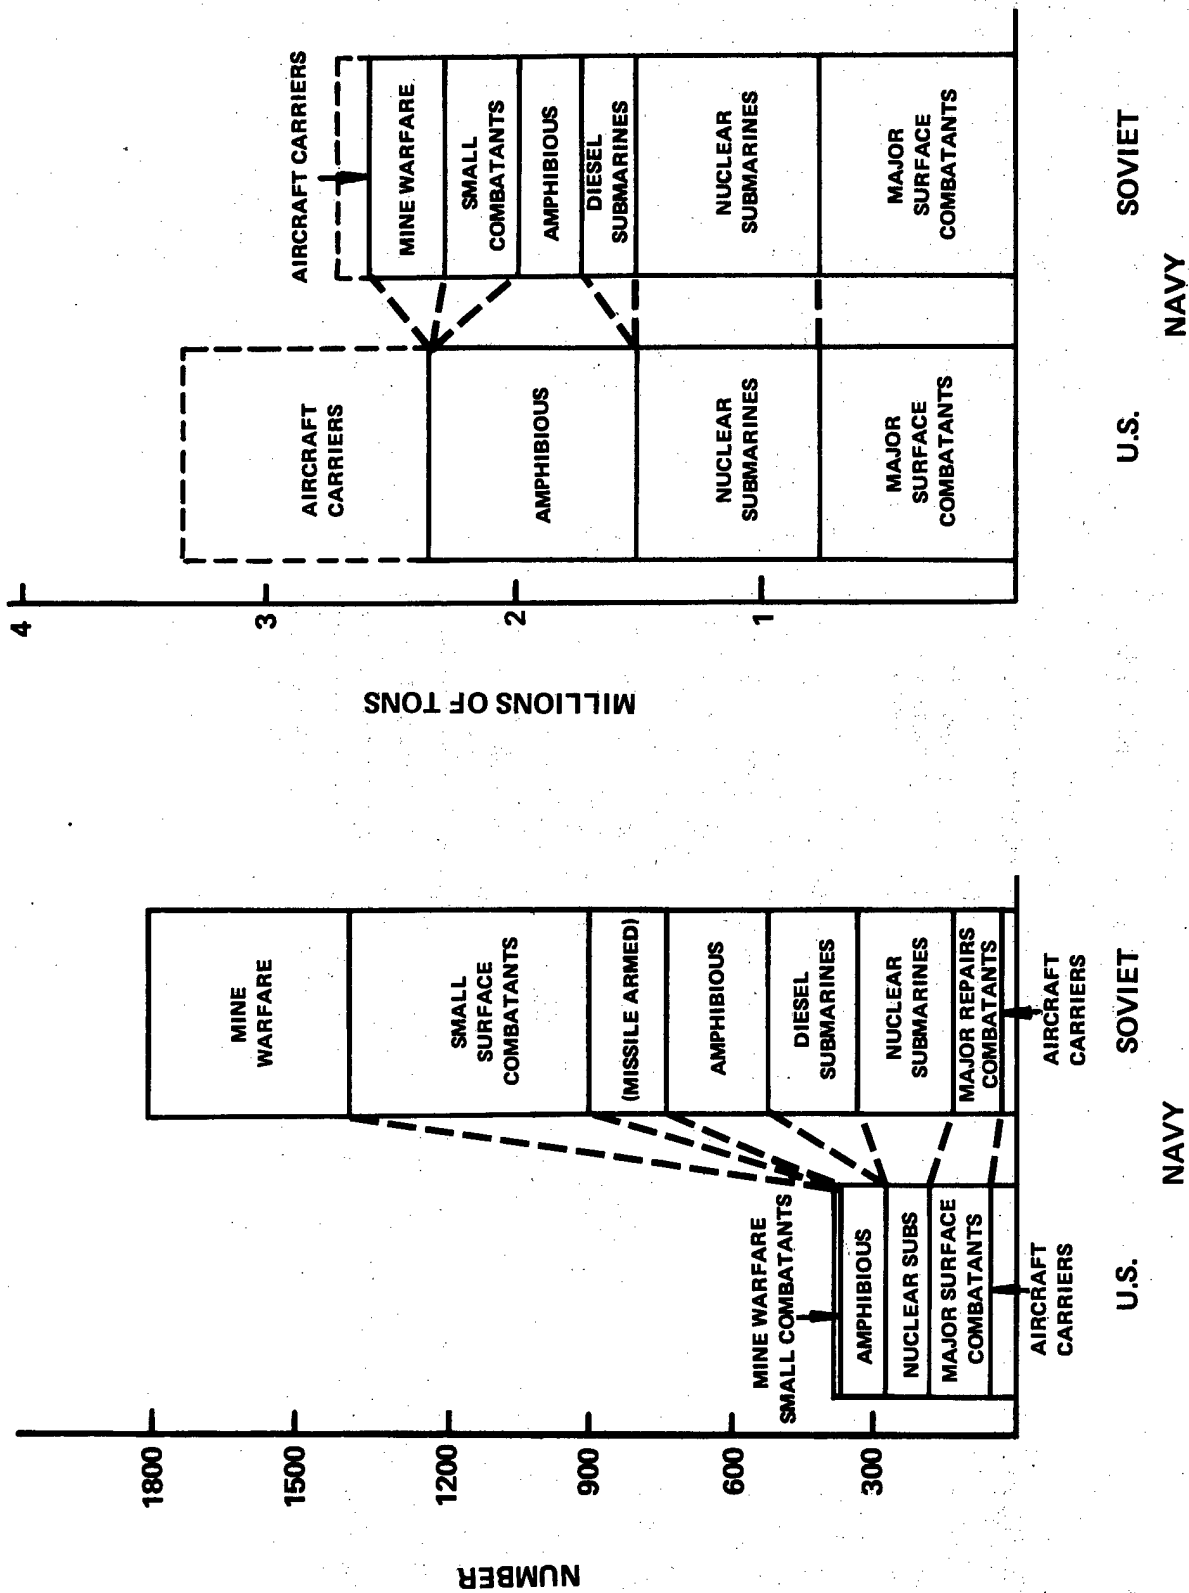 NUMBER
1800
1500
1200
900
600
300
MINE WARFARE
SMALL COMBATANTS
AMPHIBIOUS
NUCLEAR SUBS
MAJOR SURFACE
COMBATANTS
AIRCRAFT
CARRIERS
U.S.
MINE
WARFARE
SMALL
SURFACE
COMBATANTS
(MISSILE ARMED)
AMPHIBIOUS
DIESEL
SUBMARINES
NUCLEAR
SUBMARINES
MAJOR REPAIRS
COMBATANTS
AIRCRAFT
CARRIERS
SOVIET
NAVY
MILLIONS OF TONS
4
3
2
1
AIRCRAFT
CARRIERS
AMPHIBIOUS
NUCLEAR
SUBMARINES
MAJOR
SURFACE
COMBATANTS
U.S.
AIRCRAFT CARRIERS
MINE WARFARE
SMALL
COMBATANTS
AMPHIBIOUS
DIESEL
SUBMARINES
NUCLEAR
SUBMARINES
MAJOR
SURFACE
COMBATANTS
SOVIET
NAVY